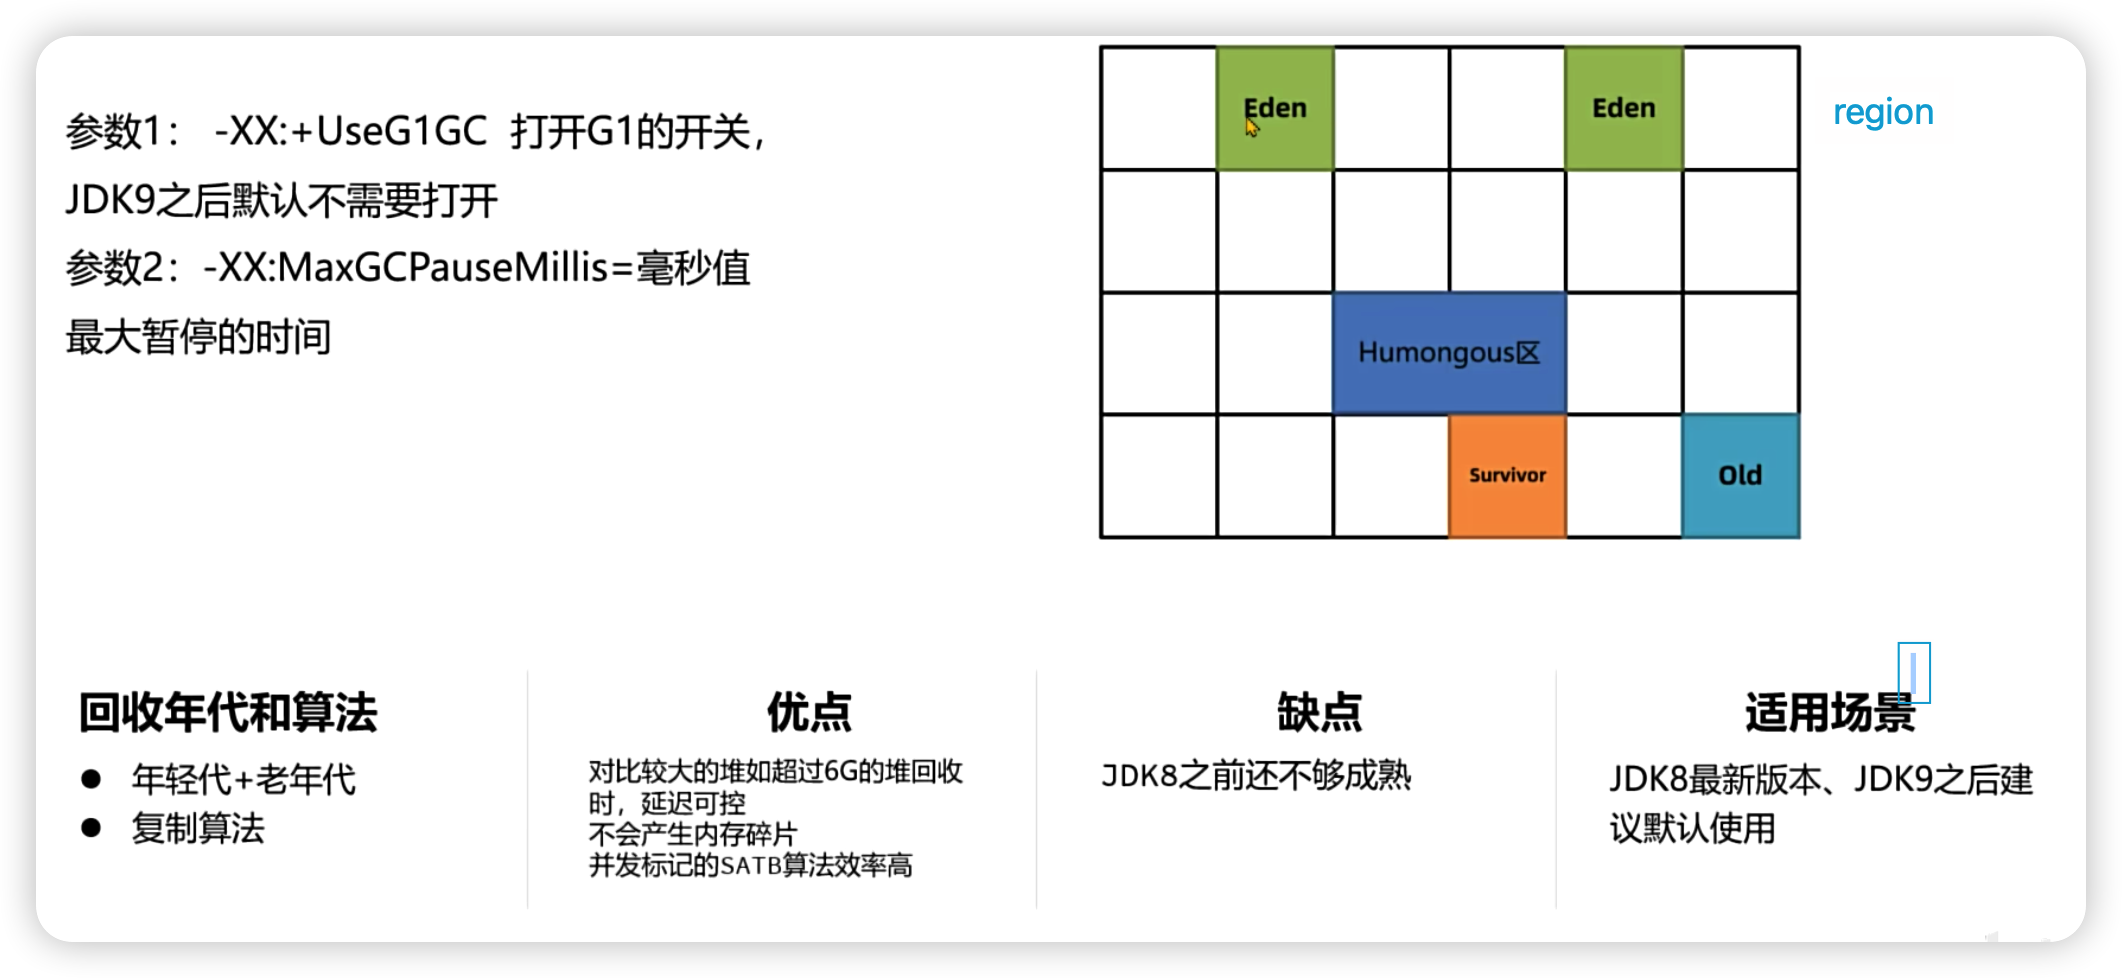 参数1： -XX:+UseG1GC 打开G1的开关，
JDK9之后默认不需要打开
参数2：-XX:MaxGCPauseMillis=毫秒值
最大暂停的时间
Eden
Eden
region
Humongous区
Survivor
Old
回收年代和算法
● 年轻代+老年代
● 复制算法
优点
对比较大的堆如超过6G的堆回收
时，延迟可控
不会产生内存碎片
并发标记的SATB算法效率高
缺点
JDK8之前还不够成熟
适用场景
JDK8最新版本、JDK9之后建
议默认使用